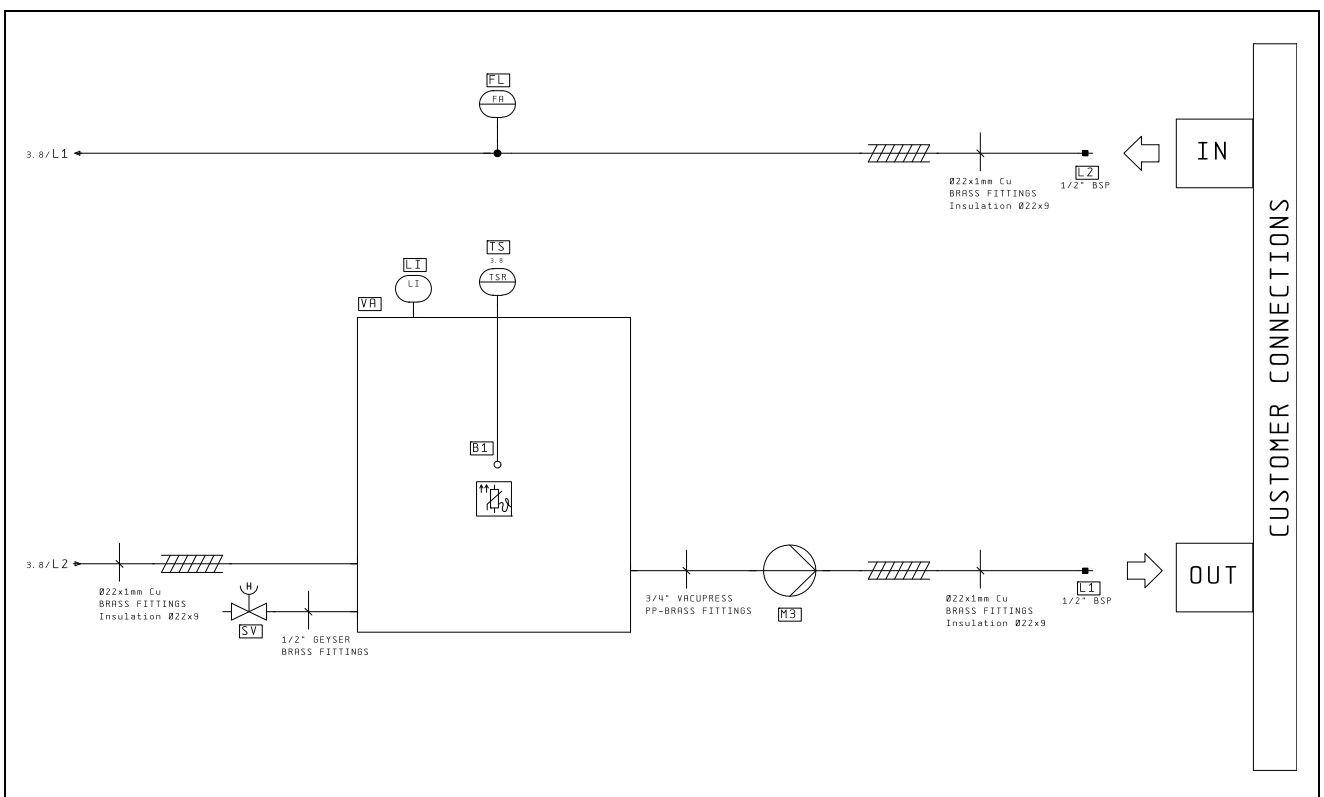 FL
FA
3.8/L1
IN
L2
1/2" BSP
Ø22x1mm Cu
BRASS FITTINGS
Insulation Ø22x9
CUSTOMER CONNECTIONS
TS
3.8
TSR
LI
LI
VA
B1
3.8/L2
Ø22x1mm Cu
BRASS FITTINGS
Insulation Ø22x9
H
SV
1/2" GEYSER
BRASS FITTINGS
3/4" VACUPRESS
PP-BRASS FITTINGS
M3
Ø22x1mm Cu
BRASS FITTINGS
Insulation Ø22x9
L1
1/2" BSP
OUT